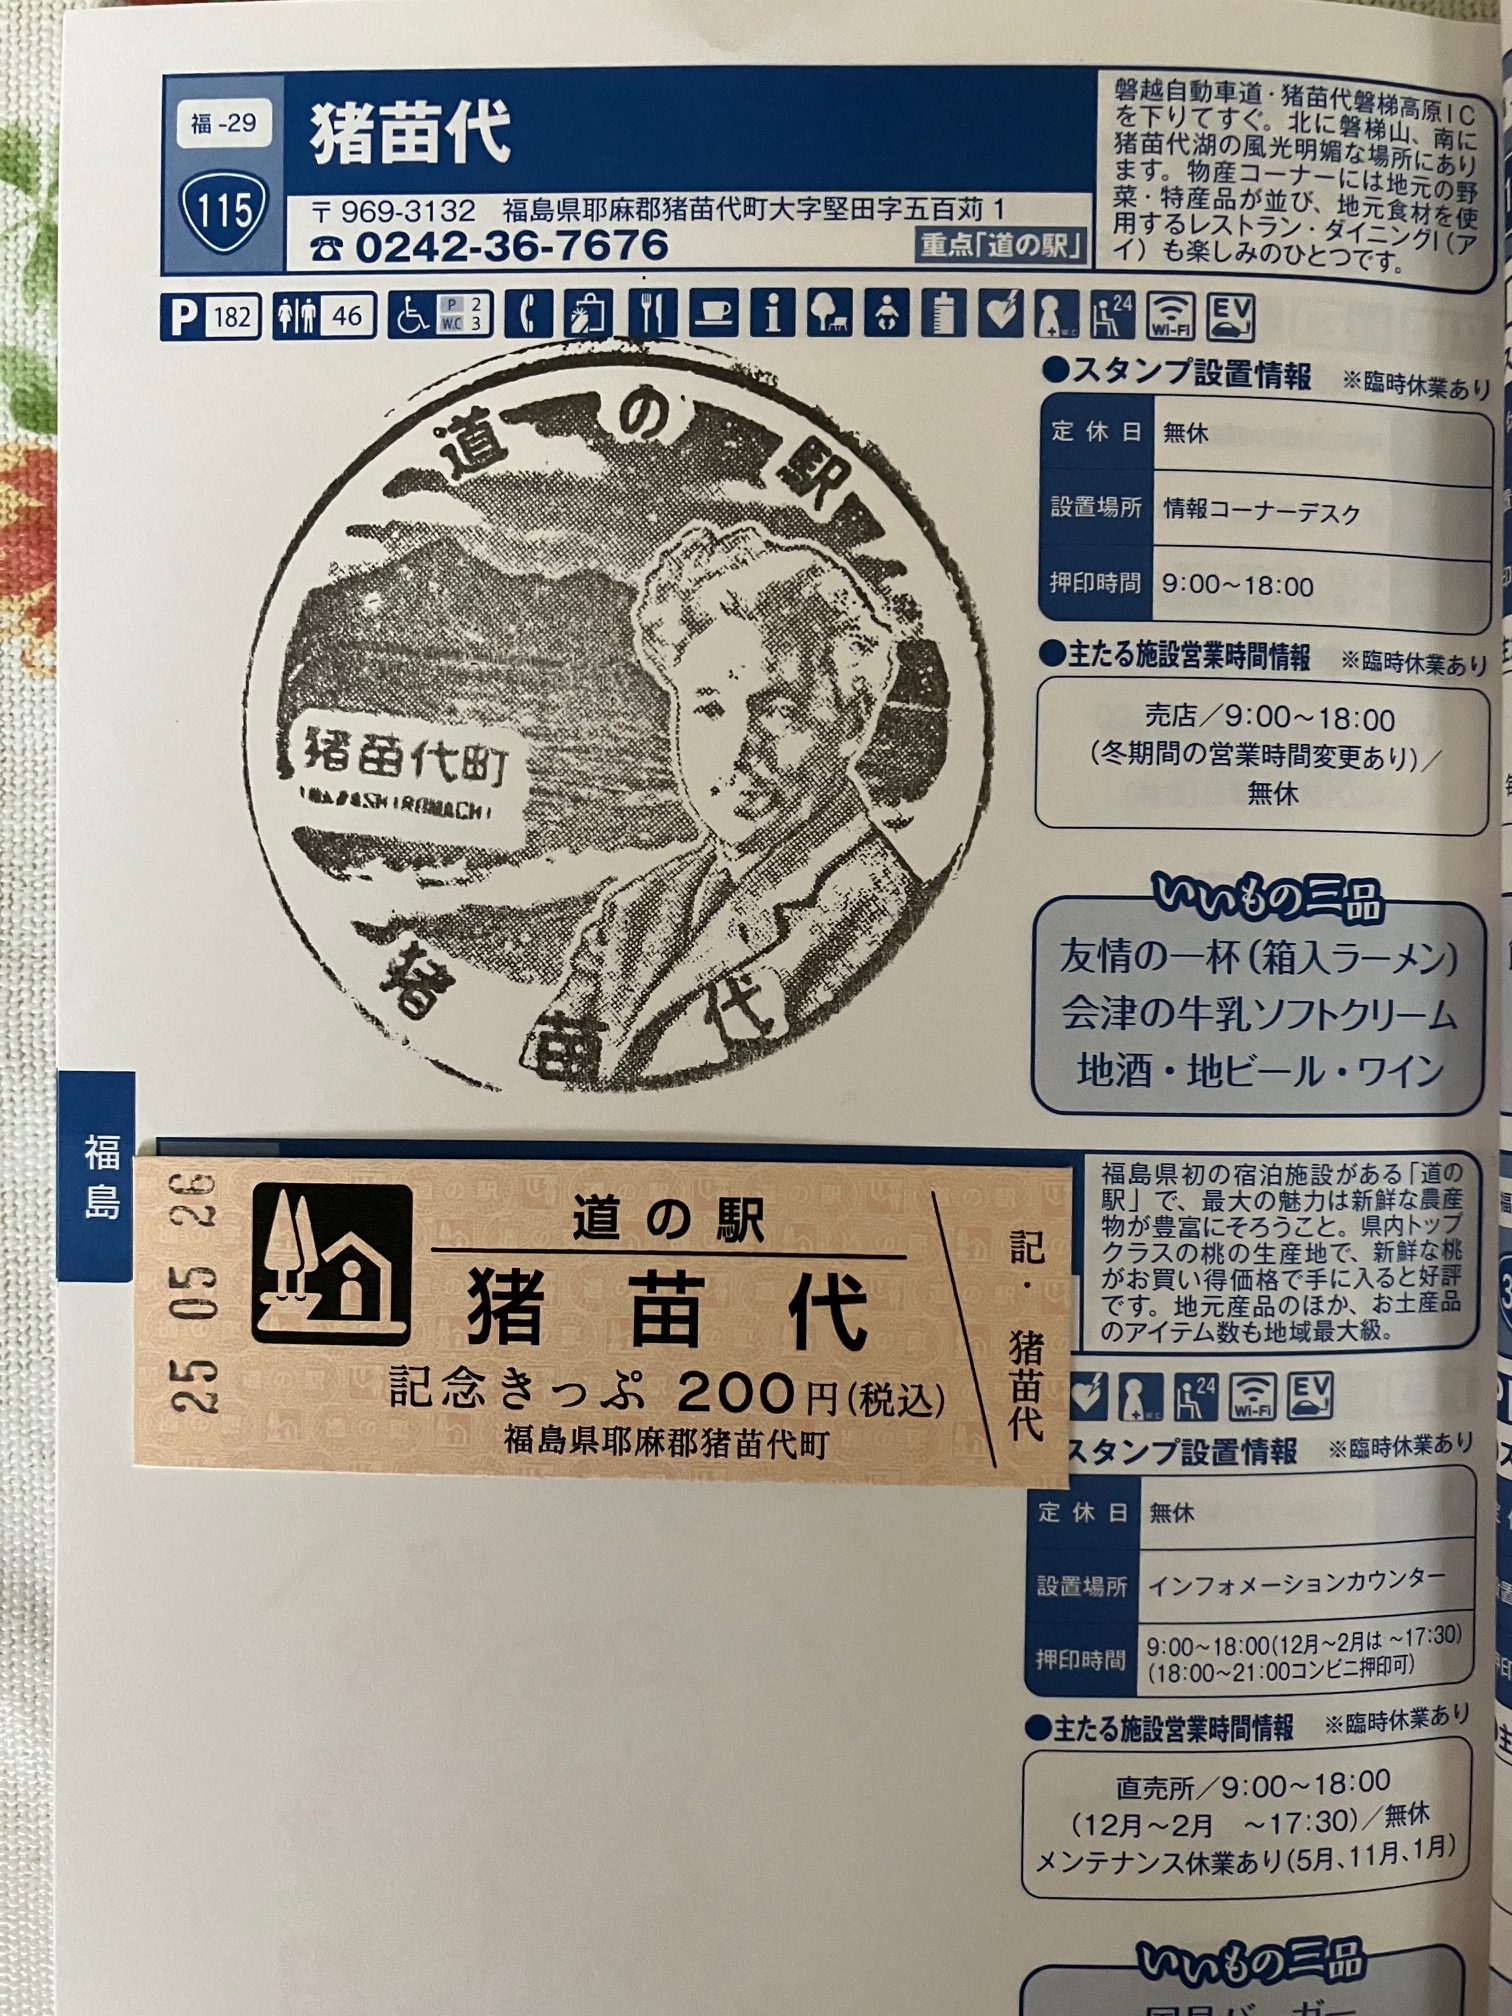 福-29
115
猪苗代
〒969-3132　福島県耶麻郡猪苗代町大字堅田字五百苅1
☎0242-36-7676
重点「道の駅」
磐越自動車道・猪苗代磐梯高原IC
を下りてすぐ。北に磐梯山、南に
猪苗代湖の風光明媚な場所にあり
ます。物産コーナーには地元の野
菜・特産品が並び、地元食材を使
用するレストラン・ダイニングI（ア
イ）も楽しみのひとつです。
P 182
46
P 2
W.C 3
24
Wi-Fi
EV
道の駅
猪苗代町
INAWASHIROMACHI
猪苗代
●スタンプ設置情報　※臨時休業あり
定休日 無休
設置場所 情報コーナーデスク
押印時間 9:00〜18:00
●主たる施設営業時間情報　※臨時休業あり
売店／9:00〜18:00
（冬期間の営業時間変更あり）／
無休
いいもの三品
友情の一杯（箱入ラーメン）
会津の牛乳ソフトクリーム
地酒・地ビール・ワイン
福島
25 05 26
道の駅
猪苗代
記念きっぷ 200円（税込）
福島県耶麻郡猪苗代町
記・猪苗代
福島県初の宿泊施設がある「道の
駅」で、最大の魅力は新鮮な農産
物が豊富にそろうこと。県内トップ
クラスの桃の生産地で、新鮮な桃
がお買い得価格で手に入ると好評
です。地元産品のほか、お土産品
のアイテム数も地域最大級。
24
Wi-Fi
EV
スタンプ設置情報　※臨時休業あり
定休日 無休
設置場所 インフォメーションカウンター
押印時間 9:00〜18:00（12月〜2月は〜17:30）
（18:00〜21:00コンビニ押印可）
●主たる施設営業時間情報　※臨時休業あり
直売所／9:00〜18:00
（12月〜2月　〜17:30）／無休
メンテナンス休業あり（5月、11月、1月）
いいもの三品